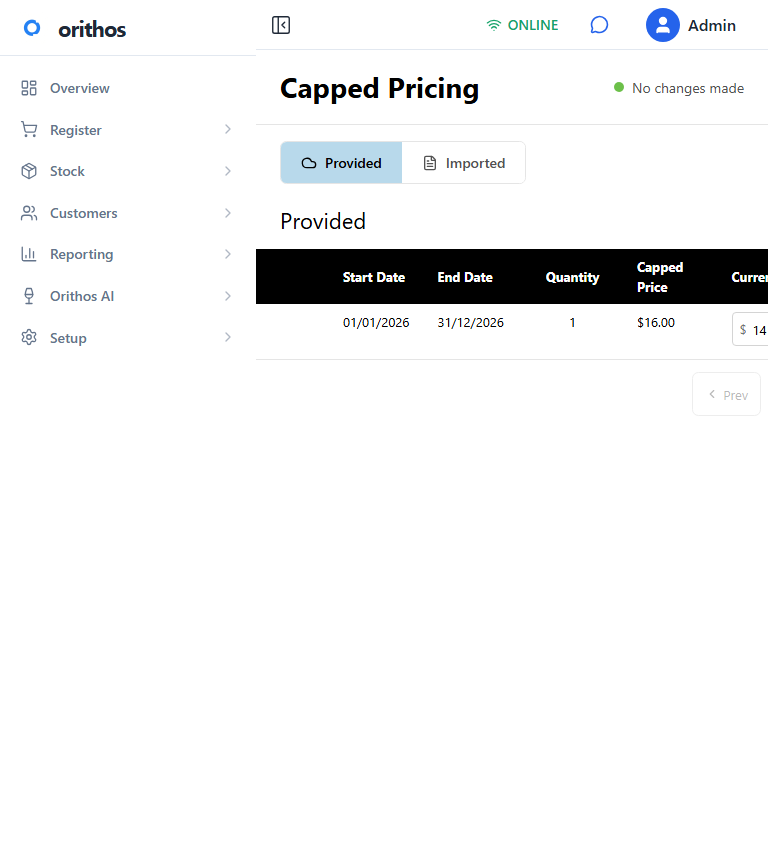 orithos
ONLINE
Admin
Overview
Register
Stock
Customers
Reporting
Orithos AI
Setup
Capped Pricing
No changes made
Provided
Imported
Provided
Start Date End Date Quantity Capped Price
01/01/2026 31/12/2026 1 $16.00 $ 14
Prev